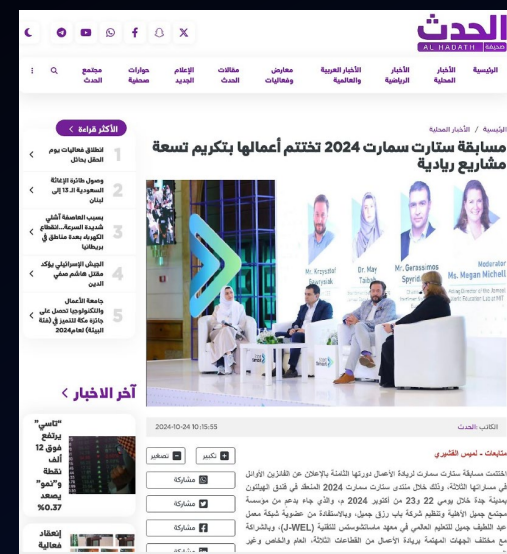 الحدث
AL HADATH صحيفة
الرئيسية
الأخبار المحلية
الأخبار الرياضية
الأخبار العربية والعالمية
معارض وفعاليات
مقالات الحدث
الإعلام الجديد
حوارات صحفية
مجتمع الحدث
الرئيسية / الأخبار المحلية
مسابقة ستارت سمارت 2024 تختتم أعمالها بتكريم تسعة
مشاريع ريادية
Mr. Krzysztof
Dr. May
Mr. Gerassimos
Spyrid
Moderator
Ms. Megan Michell
الكاتب :الحدث
2024-10-24 10:15:55
متابعات - لميس القشيري
اختتمت مسابقة ستارت سمارت لريادة الأعمال دورتها الثامنة بالإعلان عن الفائزين الأوائل
في مساراتها الثلاثة، وذلك خلال منتدى ستارت سمارت 2024 المنعقد في فندق الهيلتون
بمدينة جدة خلال يومي 22 و23 من أكتوبر 2024 م، والذي جاء بدعم من مؤسسة
مجتمع جميل الأهلية وتنظيم شركة باب رزق جميل، وبالاستفادة من عضوية شبكة معمل
عبد اللطيف جميل للتعليم العالمي في معهد ماساتشوستس للتقنية (J-WEL)، وبالشراكة
مع مختلف الجهات المهتمة بريادة الأعمال من القطاعات الثلاثة، العام والخاص وغير
تكبير
تصغير
مشاركة
مشاركة
مشاركة
مشاركة
الأكثر قراءة
1
انطلاق فعاليات يوم
الحقل بحائل
2
وصول طائرة الإغاثة
السعودية الـ 13 إلى
لبنان
3
بسبب العاصفة آشلي
شديدة السرعة...انقطاع
الكهرباء بعدة مناطق في
بريطانيا
4
الجيش الإسرائيلي يؤكد
مقتل هاشم صفي
الدين
5
جامعة الأعمال
والتكنولوجيا تحصل على
جائزة مكة للتميز في (فئة
البيئة) لعام2024
آخر الاخبار
“تاسي”
يرتفع
فوق 12
ألف
نقطة
و”نمو”
يصعد
%0.37
إنعقاد
فعالية